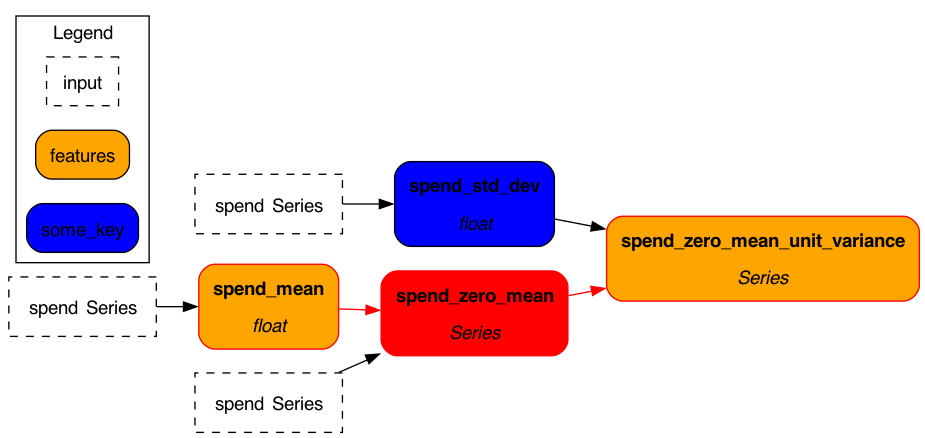 Legend
input
features
some_key
spend Series
spend_std_dev
float
spend_zero_mean_unit_variance
Series
spend Series
spend_mean
float
spend_zero_mean
Series
spend Series